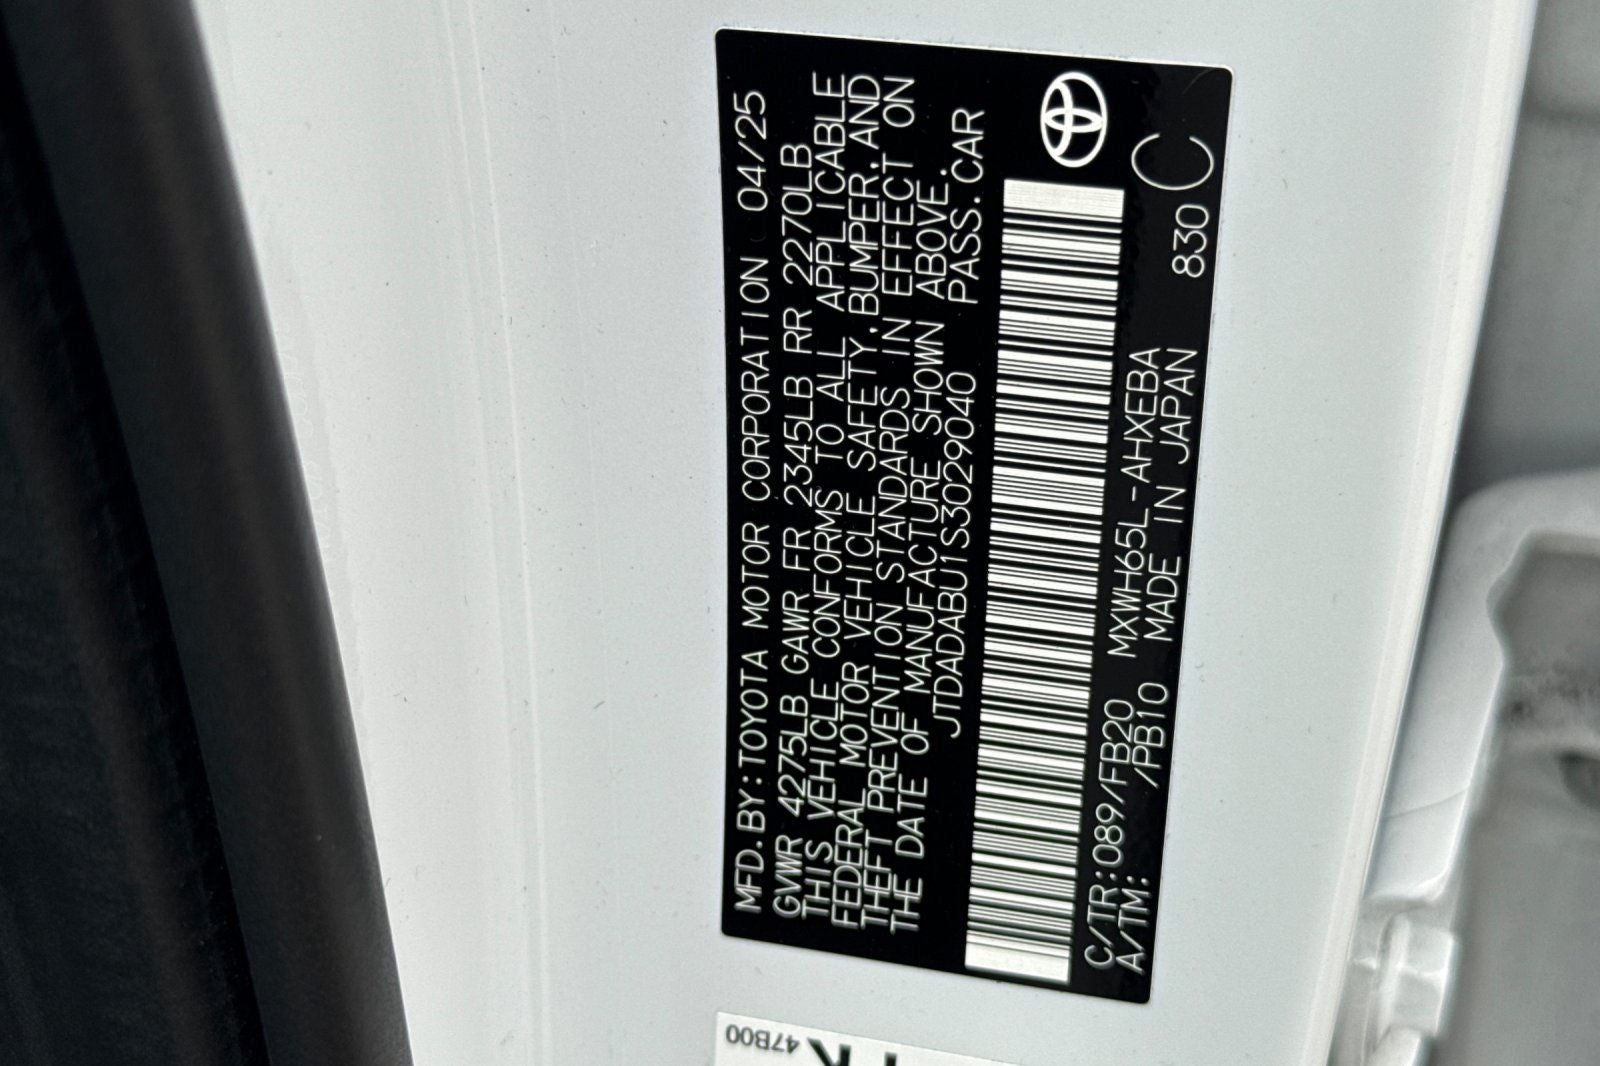 MFD.BY:TOYOTA MOTOR CORPORATION 04/25
GVWR 4275LB GAWR FR 2345LB RR 2270LB
THIS VEHICLE CONFORMS TO ALL APPLICABLE
FEDERAL MOTOR VEHICLE SAFETY,BUMPER,AND
THEFT PREVENTION STANDARDS IN EFFECT ON
THE DATE OF MANUFACTURE SHOWN ABOVE.
JTDADABU1S3029040 PASS.CAR
C/TR:089/FB20 MXWH65L-AHXEBA
A/TM: /PB10 MADE IN JAPAN 830 C
47B00